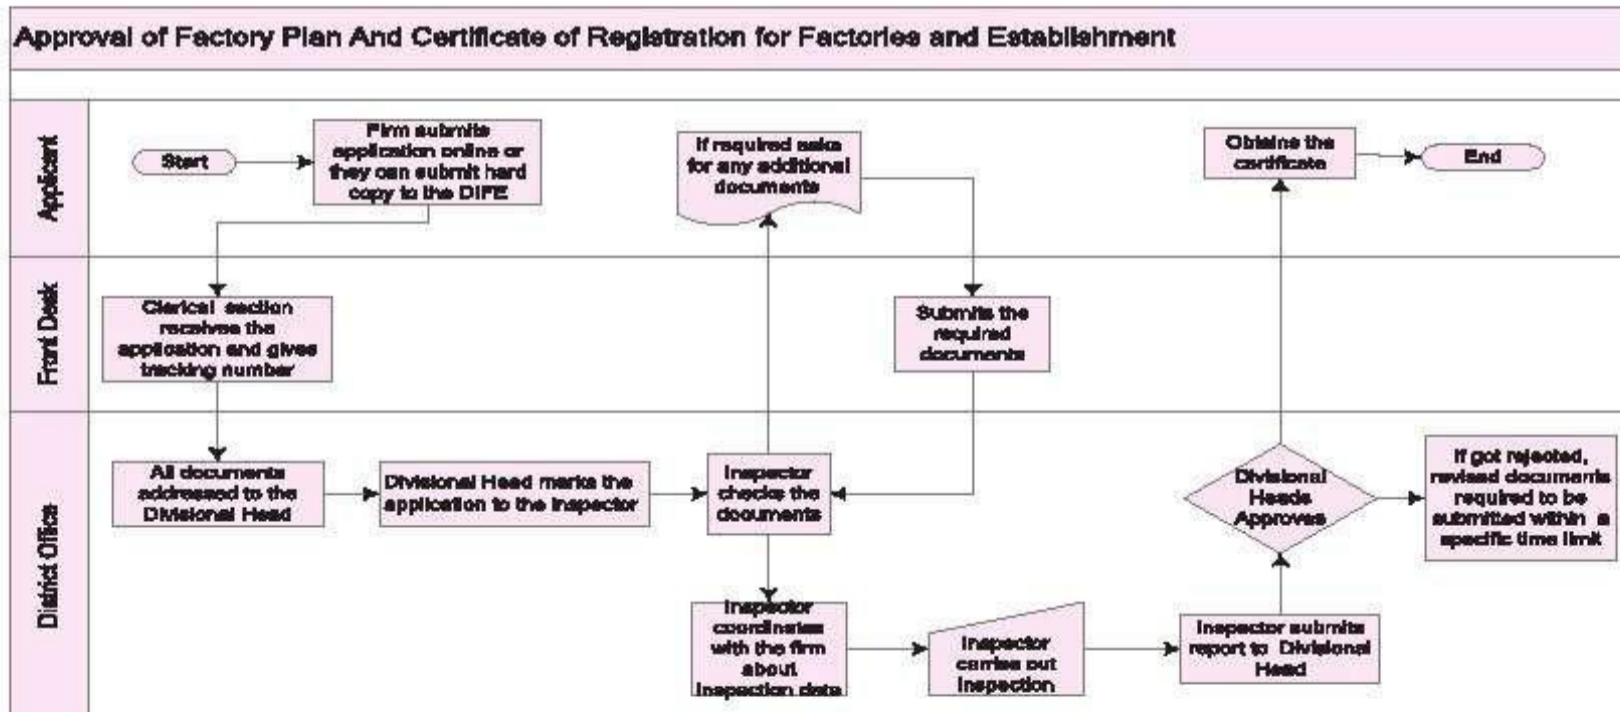 Approval of Factory Plan And Certificate of Registration for Factories and Establishment
Applicant
Start
Firm submits
application online or
they can submit hard
copy to the DIFE
If required asks
for any additional
documents
Obtains the
certificate
End
Front Desk
Clerical section
receives the
application and gives
tracking number
Submits the
required
documents
District Office
All documents
addressed to the
Divisional Head
Divisional Head marks the
application to the inspector
Inspector
checks the
documents
Divisional
Heads
Approves
If got rejected,
revised documents
required to be
submitted within a
specific time limit
Inspector
coordinates
with the firm
about
Inspection date
Inspector
carries out
Inspection
Inspector submits
report to Divisional
Head